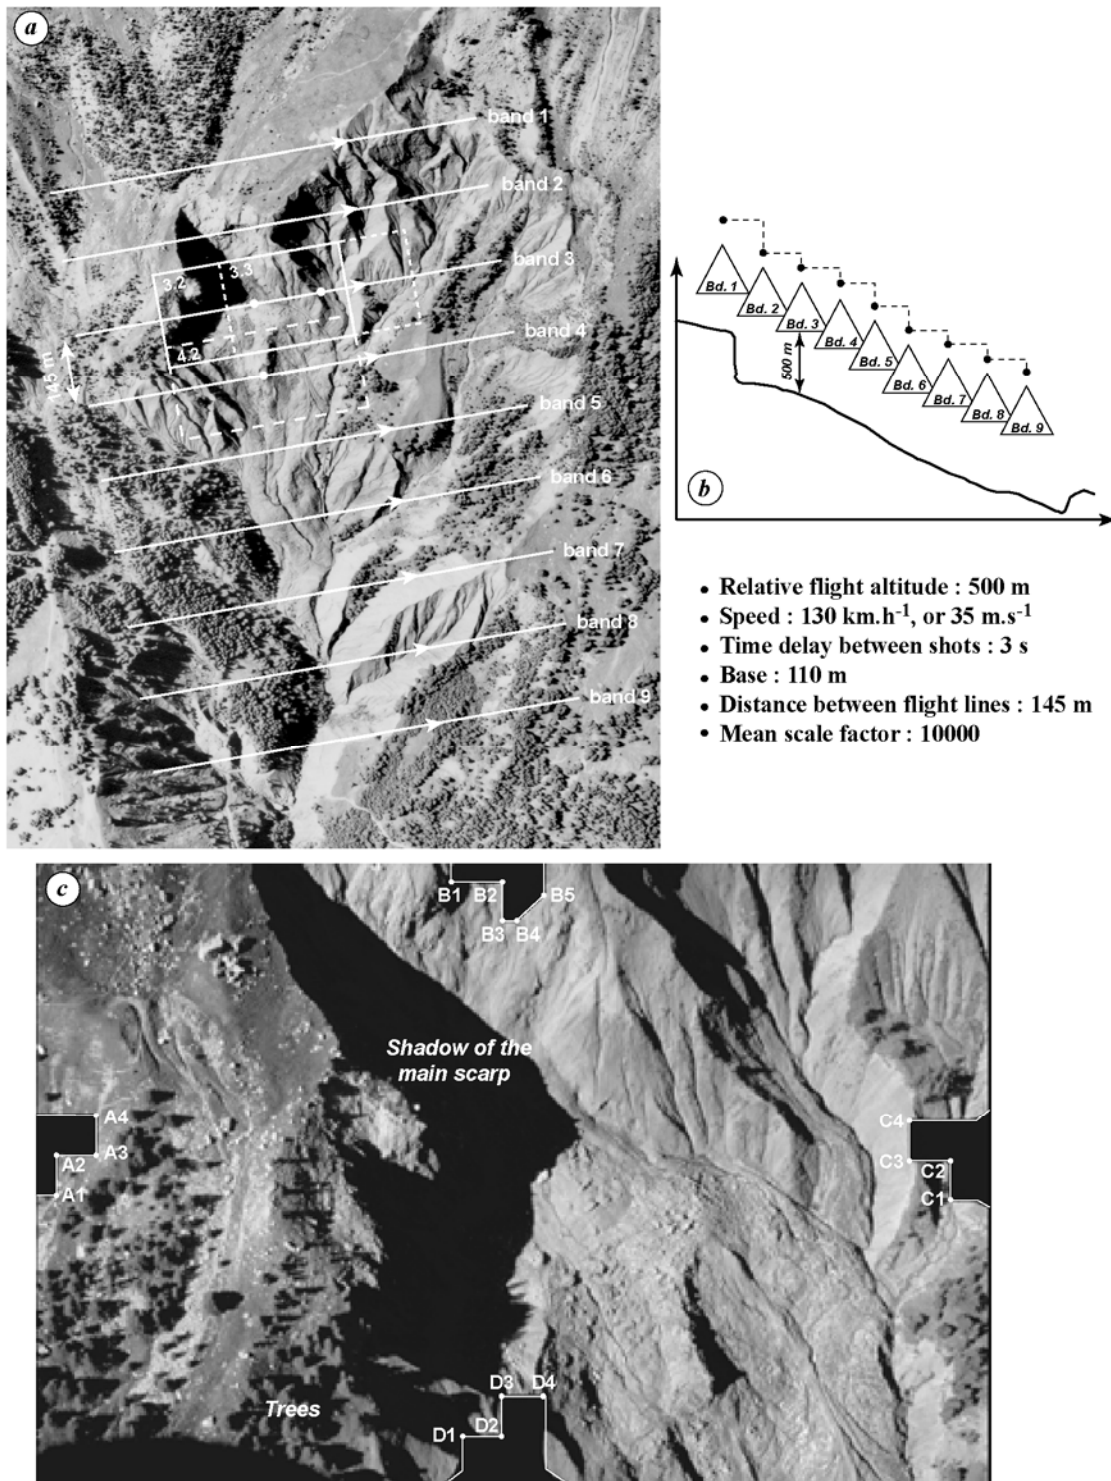 a
band 1
band 2
band 3
3.2
3.3
band 4
4.2
145 m
band 5
band 6
band 7
band 8
band 9
Bd. 1
Bd. 2
Bd. 3
Bd. 4
Bd. 5
Bd. 6
Bd. 7
Bd. 8
Bd. 9
500 m
b
• Relative flight altitude : 500 m
• Speed : 130 km.h-1, or 35 m.s-1
• Time delay between shots : 3 s
• Base : 110 m
• Distance between flight lines : 145 m
• Mean scale factor : 10000
c
B1 B2 B5
B3 B4
Shadow of the
main scarp
A4
A2 A3
A1
C4
C3 C2
C1
D3 D4
D1 D2
Trees